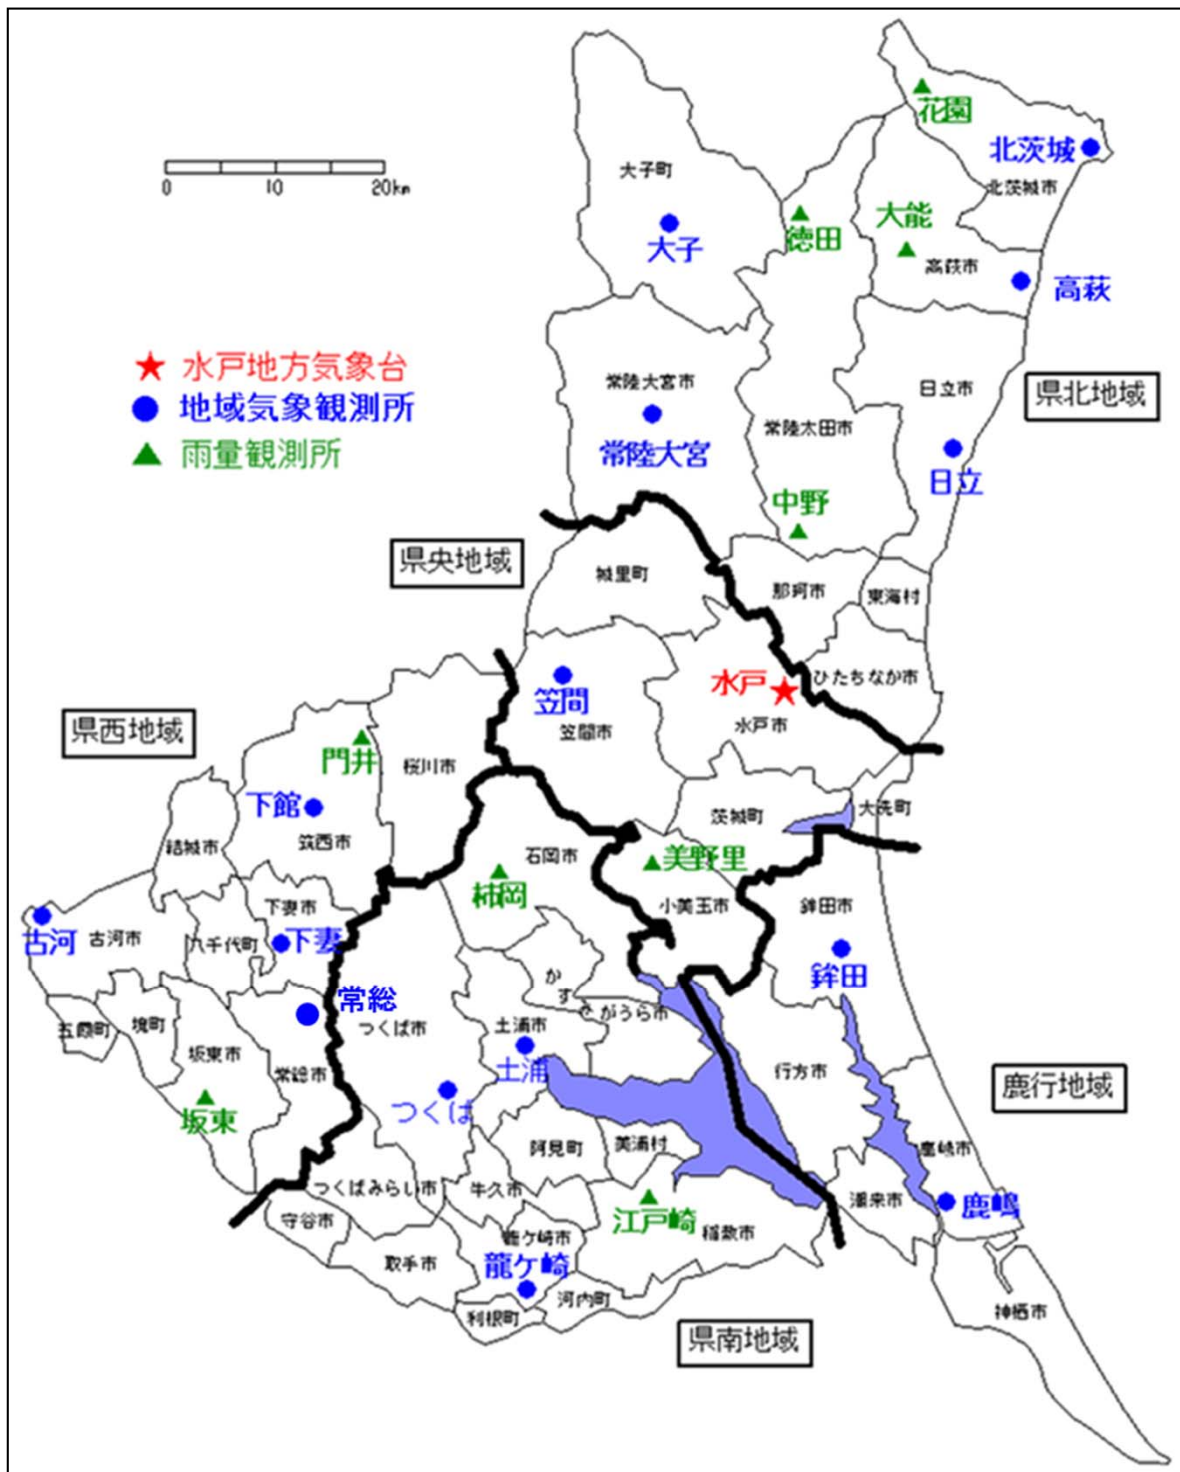 花園
北茨城
大子町
北茨城市
大能
0 10 20km
徳田
大子
高萩市
高萩
水戸地方気象台
地域気象観測所
雨量観測所
常陸大宮市
日立市
県北地域
常陸太田市
常陸大宮
日立
中野
県央地域
城里町
那珂市
東海村
ひたちなか市
水戸
笠間
水戸市
笠間市
県西地域
門井
桜川市
下館
茨城町
大洗町
筑西市
結城市
石岡市
美野里
柿岡
下妻市
小美玉市
鉾田市
古河
古河市
八千代町
下妻
鉾田
かすみがうら市
常総
つくば市
土浦市
五霞町
境町
坂東市
土浦
常総市
行方市
県西地域
鹿行地域
坂東
つくば
阿見町
美浦村
鹿嶋市
つくばみらい市
牛久市
潮来市
鹿嶋
守谷市
江戸崎
稲敷市
龍ケ崎市
取手市
龍ケ崎
河内町
利根町
神栖市
県南地域